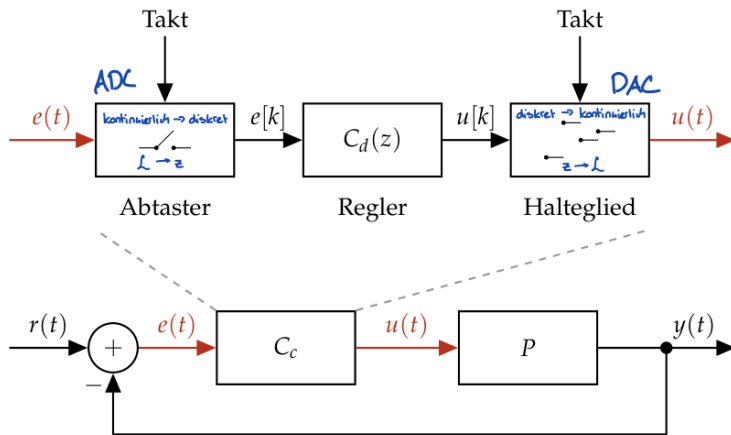 Takt
Takt
ADC
DAC
e(t)
kontinuierlich → diskret
L → z
e[k]
C_d(z)
u[k]
diskret → kontinuierlich
z → L
u(t)
Abtaster
Regler
Halteglied
r(t)
+
−
e(t)
C_c
u(t)
P
y(t)